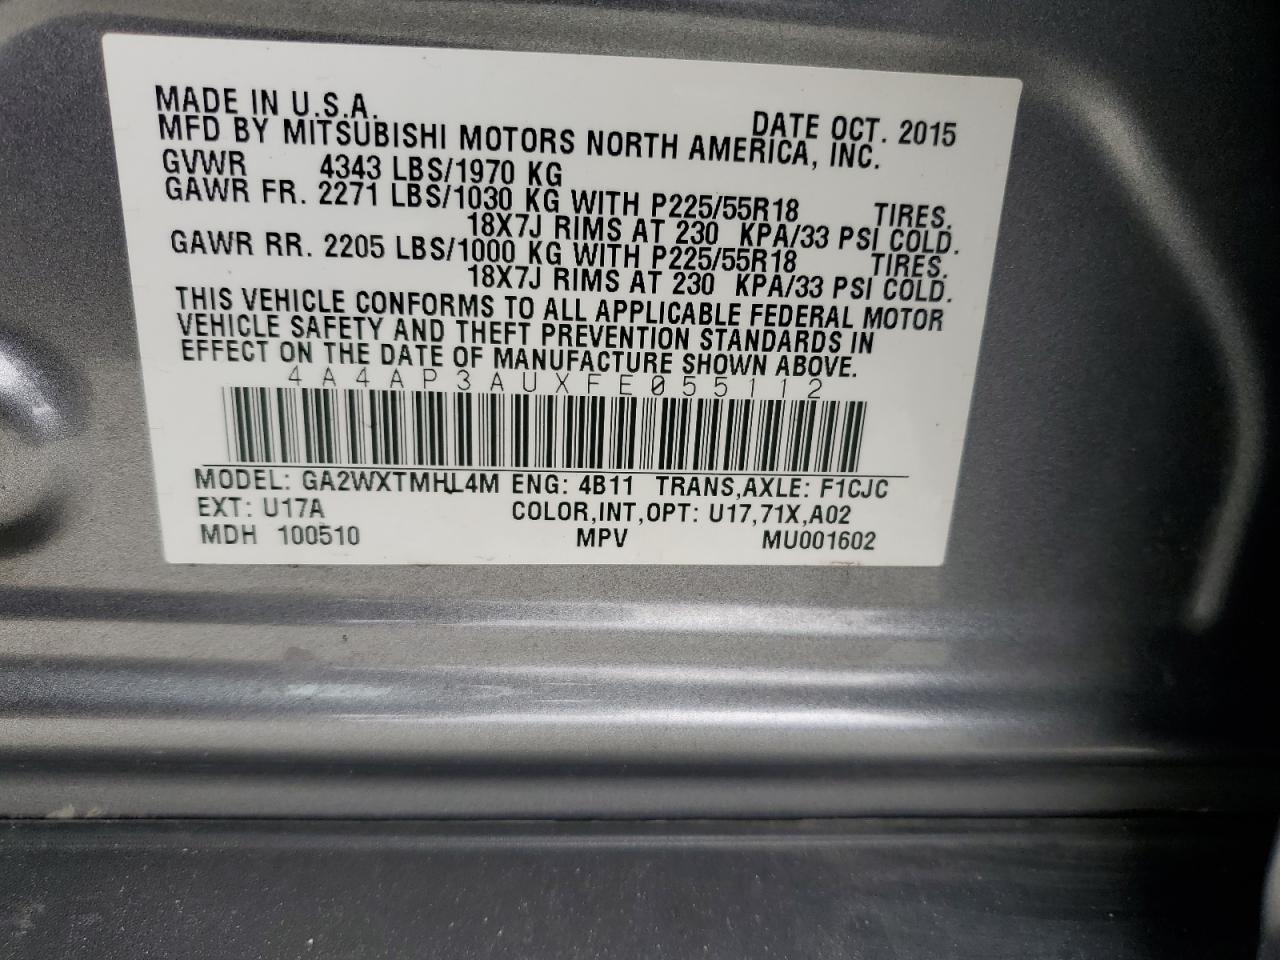 MADE IN U.S.A. DATE OCT. 2015
MFD BY MITSUBISHI MOTORS NORTH AMERICA, INC.
GVWR 4343 LBS/1970 KG
GAWR FR. 2271 LBS/1030 KG WITH P225/55R18 TIRES.
18X7J RIMS AT 230 KPA/33 PSI COLD.
GAWR RR. 2205 LBS/1000 KG WITH P225/55R18 TIRES.
18X7J RIMS AT 230 KPA/33 PSI COLD.
THIS VEHICLE CONFORMS TO ALL APPLICABLE FEDERAL MOTOR
VEHICLE SAFETY AND THEFT PREVENTION STANDARDS IN
EFFECT ON THE DATE OF MANUFACTURE SHOWN ABOVE.
4A4AP3AUXFE055112
MODEL: GA2WXTMHL4M ENG: 4B11 TRANS,AXLE: F1CJC
EXT: U17A COLOR,INT,OPT: U17,71X,A02
MDH 100510 MPV MU001602